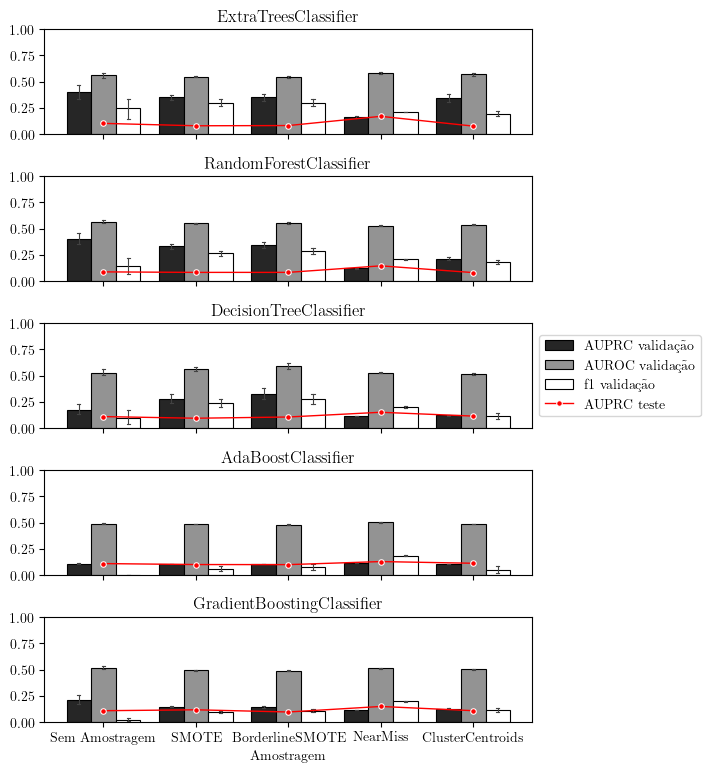 ExtraTreesClassifier
1.00
0.75
0.50
0.25
0.00
RandomForestClassifier
1.00
0.75
0.50
0.25
0.00
DecisionTreeClassifier
1.00
0.75
0.50
0.25
0.00
AUPRC validação
AUROC validação
f1 validação
AUPRC teste
AdaBoostClassifier
1.00
0.75
0.50
0.25
0.00
GradientBoostingClassifier
1.00
0.75
0.50
0.25
0.00
Sem Amostragem SMOTE BorderlineSMOTE NearMiss ClusterCentroids
Amostragem